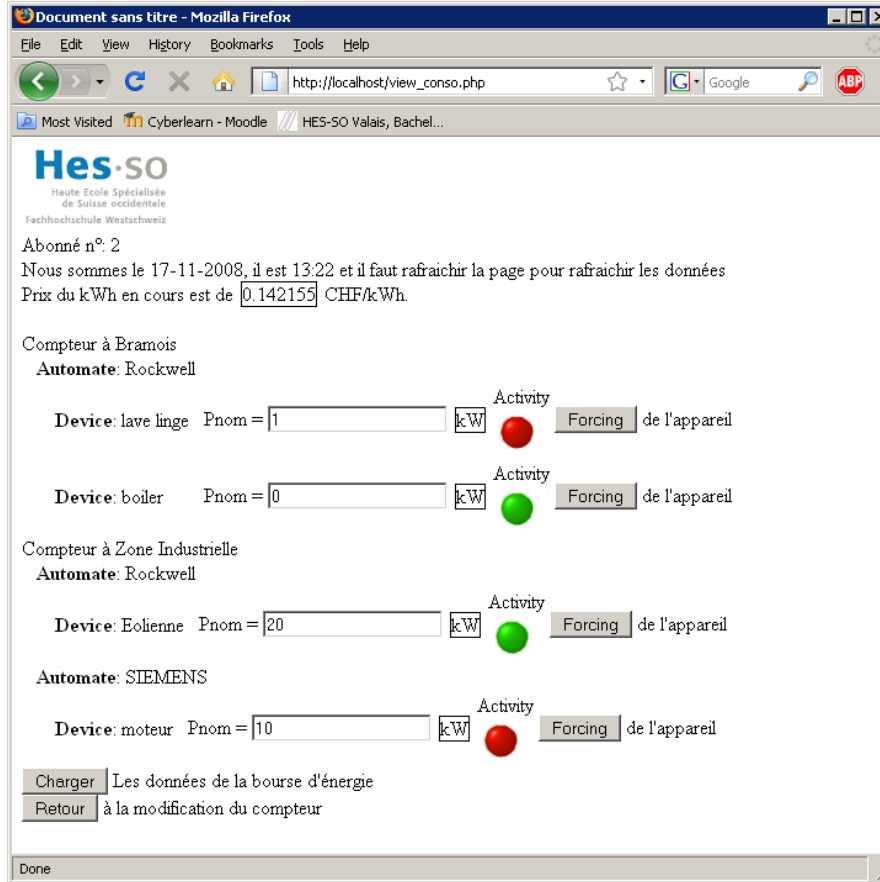 Document sans titre - Mozilla Firefox
File Edit View History Bookmarks Tools Help
http://localhost/view_conso.php G Google ABP
Most Visited Cyberlearn - Moodle HES-SO Valais, Bachel...
Hes·so
Haute Ecole Spécialisée
de Suisse occidentale
Fachhochschule Westschweiz
Abonné n°: 2
Nous sommes le 17-11-2008, il est 13:22 et il faut rafraichir la page pour rafraichir les données
Prix du kWh en cours est de 0.142155 CHF/kWh.
Compteur à Bramois
Automate: Rockwell
Activity
Device: lave linge Pnom = 1 kW Forcing de l'appareil
Activity
Device: boiler Pnom = 0 kW Forcing de l'appareil
Compteur à Zone Industrielle
Automate: Rockwell
Activity
Device: Eolienne Pnom = 20 kW Forcing de l'appareil
Automate: SIEMENS
Activity
Device: moteur Pnom = 10 kW Forcing de l'appareil
Charger Les données de la bourse d'énergie
Retour à la modification du compteur
Done